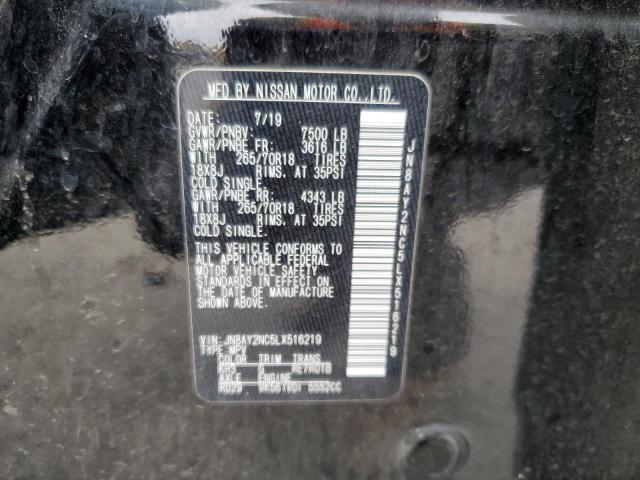 MFD BY NISSAN MOTOR CO.,LTD.
DATE: 7/19
GVWR/PNBV: 7500 LB
GAWR/PNBE FR: 3616 LB
WITH 265/70R18 TIRES
18X8J RIMS. AT 35PSI
COLD SINGLE.
GAWR/PNBE RR: 4343 LB
WITH 265/70R18 TIRES
18X8J RIMS. AT 35PSI
COLD SINGLE.
THIS VEHICLE CONFORMS TO
ALL APPLICABLE FEDERAL
MOTOR VEHICLE SAFETY
STANDARDS IN EFFECT ON
THE DATE OF MANUFACTURE
SHOWN ABOVE.
VIN: JN8AY2NC5LX516219
TYPE MPV
COLOR TRIM TRANS
KH3 G RE7R01B
AXLE ENGINE
5552CC
JN8AY2NC5LX516219